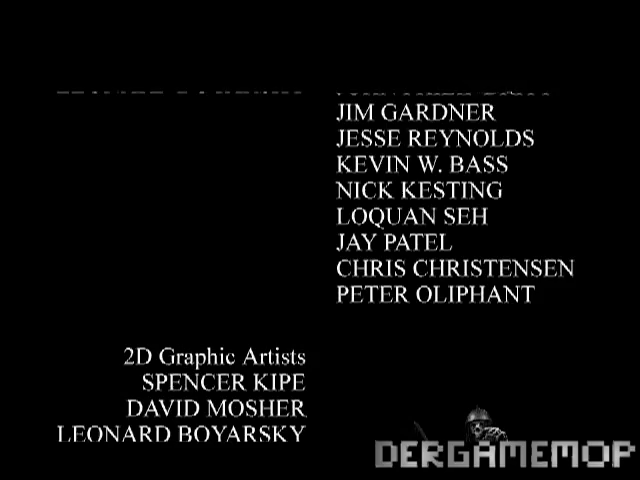 JIM GARDNER
JESSE REYNOLDS
KEVIN W. BASS
NICK KESTING
LOQUAN SEH
JAY PATEL
CHRIS CHRISTENSEN
PETER OLIPHANT
2D Graphic Artists
SPENCER KIPE
DAVID MOSHER
LEONARD BOYARSKY
DERGAMEMOP